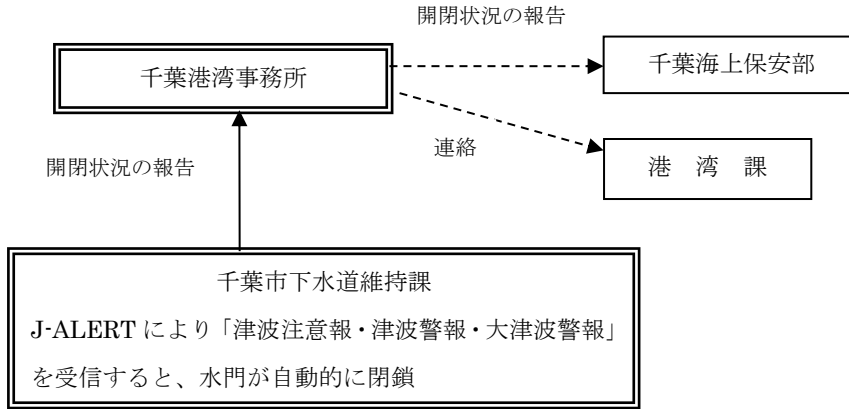 開閉状況の報告
千葉港湾事務所
千葉海上保安部
連絡
開閉状況の報告
港 湾 課
千葉市下水道維持課
J-ALERT により「津波注意報・津波警報・大津波警報」
を受信すると、水門が自動的に閉鎖